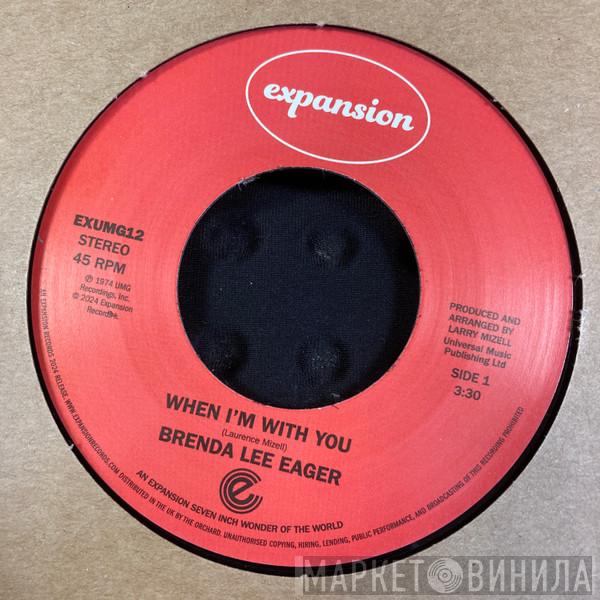 expansion
EXUMG12
STEREO
45 RPM
℗ 1974 UMG
Recordings, Inc.
© 2024 Expansion
Records.
PRODUCED AND
ARRANGED BY
LARRY MIZELL
Universal Music
Publishing Ltd
SIDE 1
3:30
WHEN I'M WITH YOU
(Laurence Mizell)
BRENDA LEE EAGER
e
AN EXPANSION SEVEN INCH WONDER OF THE WORLD
AN EXPANSION RECORDS 2024 RELEASE. WWW.EXPANSIONRECORDS.COM DISTRIBUTED IN THE UK BY THE ORCHARD. UNAUTHORISED COPYING, HIRING, LENDING, PUBLIC PERFORMANCE, AND BROADCASTING OF THIS RECORDING PROHIBITED
МАРКЕТ ВИНИЛА